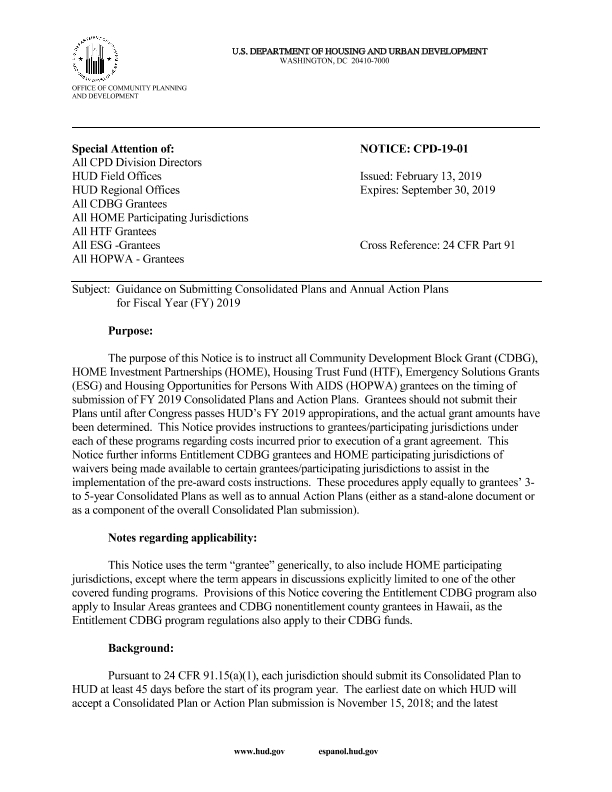 U.S. DEPARTMENT OF HOUSING AND URBAN DEVELOPMENT
WASHINGTON, DC 20410-7000
OFFICE OF COMMUNITY PLANNING
AND DEVELOPMENT
Special Attention of:
NOTICE: CPD-19-01
All CPD Division Directors
HUD Field Offices
Issued: February 13, 2019
HUD Regional Offices
Expires: September 30, 2019
All CDBG Grantees
All HOME Participating Jurisdictions
All HTF Grantees
All ESG -Grantees
Cross Reference: 24 CFR Part 91
All HOPWA - Grantees
Subject: Guidance on Submitting Consolidated Plans and Annual Action Plans
for Fiscal Year (FY) 2019
Purpose:
The purpose of this Notice is to instruct all Community Development Block Grant (CDBG),
HOME Investment Partnerships (HOME), Housing Trust Fund (HTF), Emergency Solutions Grants
(ESG) and Housing Opportunities for Persons With AIDS (HOPWA) grantees on the timing of
submission of FY 2019 Consolidated Plans and Action Plans. Grantees should not submit their
Plans until after Congress passes HUD's FY 2019 appropirations, and the actual grant amounts have
been determined. This Notice provides instructions to grantees/participating jurisdictions under
each of these programs regarding costs incurred prior to execution of a grant agreement. This
Notice further informs Entitlement CDBG grantees and HOME participating jurisdictions of
waivers being made available to certain grantees/participating jurisdictions to assist in the
implementation of the pre-award costs instructions. These procedures apply equally to grantees' 3-
to 5-year Consolidated Plans as well as to annual Action Plans (either as a stand-alone document or
as a component of the overall Consolidated Plan submission).
Notes regarding applicability:
This Notice uses the term "grantee" generically, to also include HOME participating
jurisdictions, except where the term appears in discussions explicitly limited to one of the other
covered funding programs. Provisions of this Notice covering the Entitlement CDBG program also
apply to Insular Areas grantees and CDBG nonentitlement county grantees in Hawaii, as the
Entitlement CDBG program regulations also apply to their CDBG funds.
Background:
Pursuant to 24 CFR 91.15(a)(1), each jurisdiction should submit its Consolidated Plan to
HUD at least 45 days before the start of its program year. The earliest date on which HUD will
accept a Consolidated Plan or Action Plan submission is November 15, 2018; and the latest
www.hud.gov espanol.hud.gov